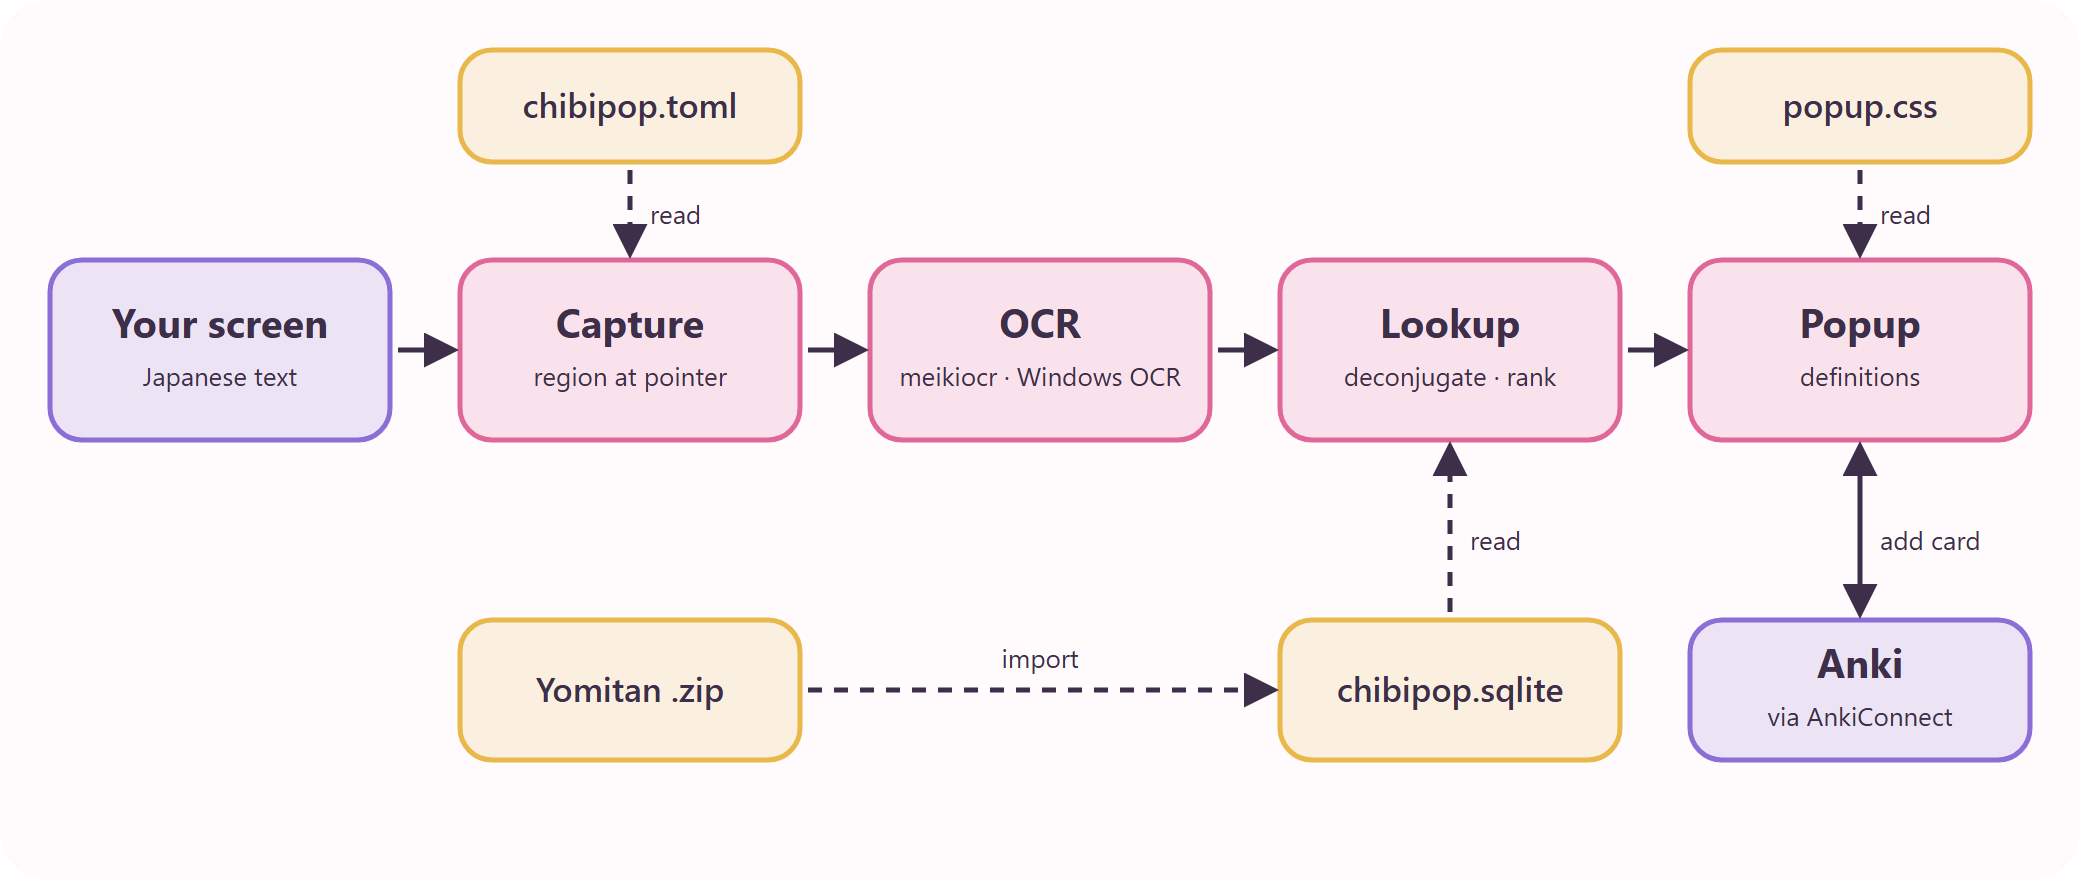 chibipop.toml
popup.css
read
read
Your screen
Japanese text
Capture
region at pointer
OCR
meikiocr · Windows OCR
Lookup
deconjugate · rank
Popup
definitions
read
add card
Yomitan .zip
import
chibipop.sqlite
Anki
via AnkiConnect